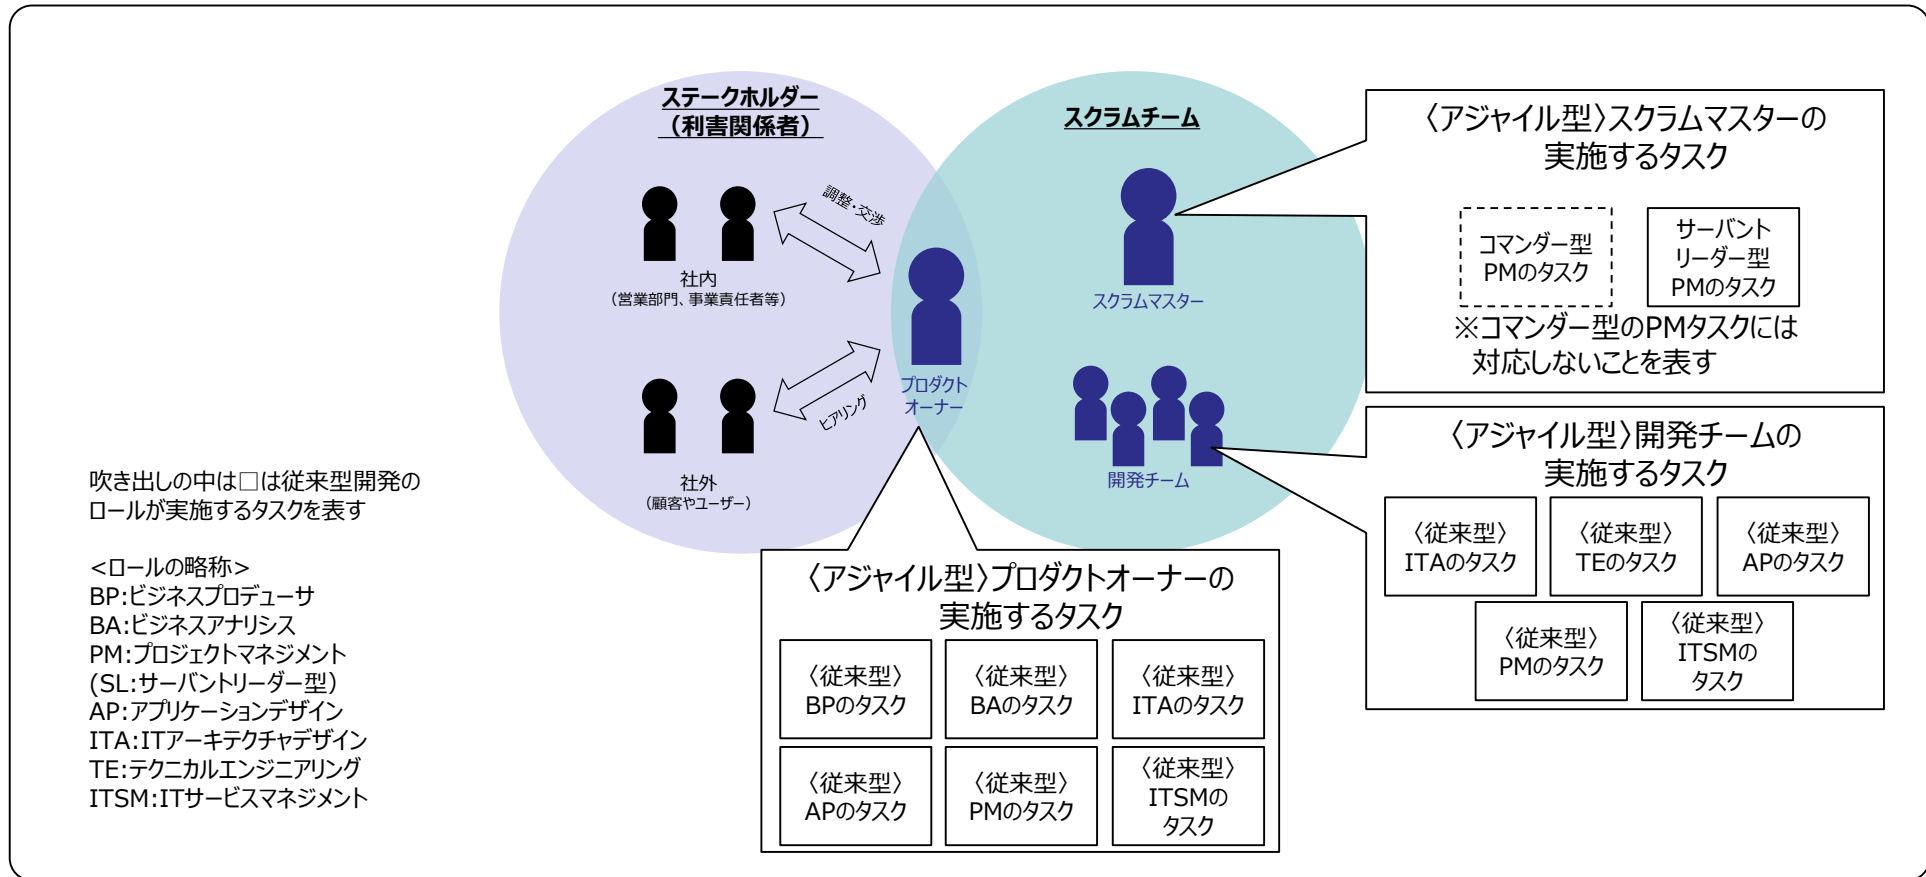 ステークホルダー
（利害関係者）
スクラムチーム
調整・交渉
社内
（営業部門、事業責任者等）
ヒアリング
社外
（顧客やユーザー）
プロダクト
オーナー
スクラムマスター
開発チーム
〈アジャイル型〉スクラムマスターの
実施するタスク
コマンダー型
PMのタスク
サーバント
リーダー型
PMのタスク
※コマンダー型のPMタスクには
対応しないことを表す
〈アジャイル型〉開発チームの
実施するタスク
〈従来型〉
ITAのタスク
〈従来型〉
TEのタスク
〈従来型〉
APのタスク
〈従来型〉
PMのタスク
〈従来型〉
ITSMの
タスク
〈アジャイル型〉プロダクトオーナーの
実施するタスク
〈従来型〉
BPのタスク
〈従来型〉
BAのタスク
〈従来型〉
ITAのタスク
〈従来型〉
APのタスク
〈従来型〉
PMのタスク
〈従来型〉
ITSMの
タスク
吹き出しの中は□は従来型開発の
ロールが実施するタスクを表す
<ロールの略称>
BP:ビジネスプロデューサ
BA:ビジネスアナリシス
PM:プロジェクトマネジメント
(SL:サーバントリーダー型)
AP:アプリケーションデザイン
ITA:ITアーキテクチャデザイン
TE:テクニカルエンジニアリング
ITSM:ITサービスマネジメント